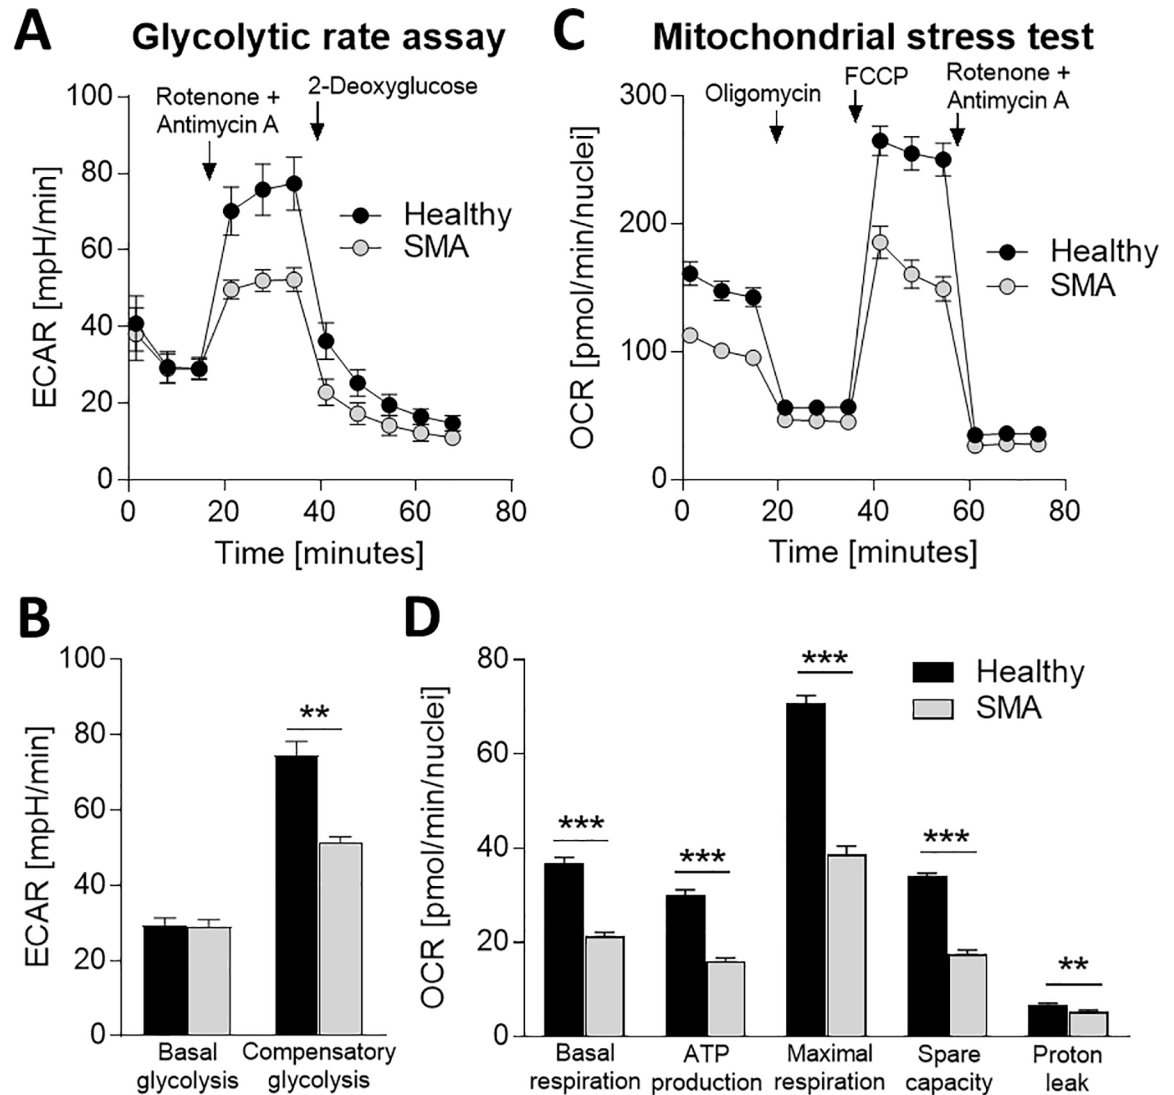 A
Glycolytic rate assay
100
80
60
40
20
0
ECAR [mpH/min]
Rotenone +
Antimycin A
2-Deoxyglucose
Healthy
SMA
0 20 40 60 80
Time [minutes]
C
Mitochondrial stress test
300
200
100
0
OCR [pmol/min/nuclei]
Oligomycin
FCCP
Rotenone +
Antimycin A
Healthy
SMA
0 20 40 60 80
Time [minutes]
B
100
80
60
40
20
0
ECAR [mpH/min]
**
Basal
glycolysis
Compensatory
glycolysis
D
80
60
40
20
0
OCR [pmol/min/nuclei]
***
***
***
***
**
Healthy
SMA
Basal
respiration
ATP
production
Maximal
respiration
Spare
capacity
Proton
leak